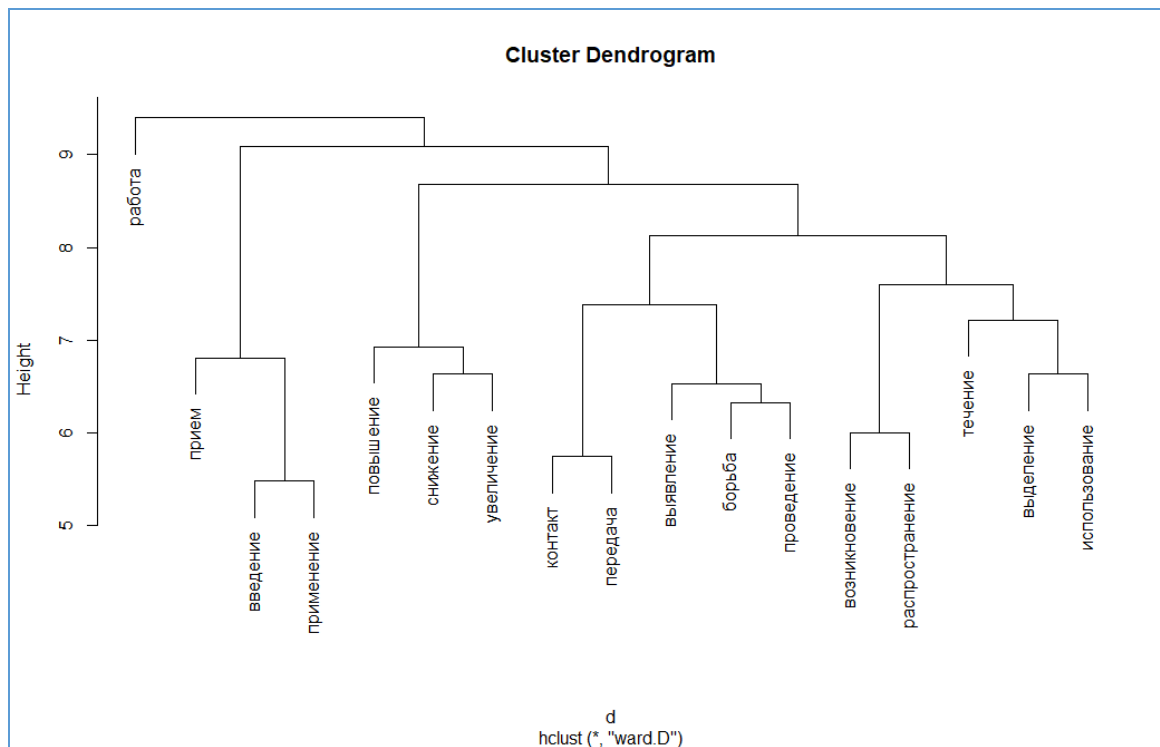 Cluster Dendrogram
Height
9
8
7
6
5
работа
прием
введение
применение
повышение
снижение
увеличение
контакт
передача
выявление
борьба
проведение
возникновение
распространение
течение
выделение
использование
d
hclust (*, "ward.D")